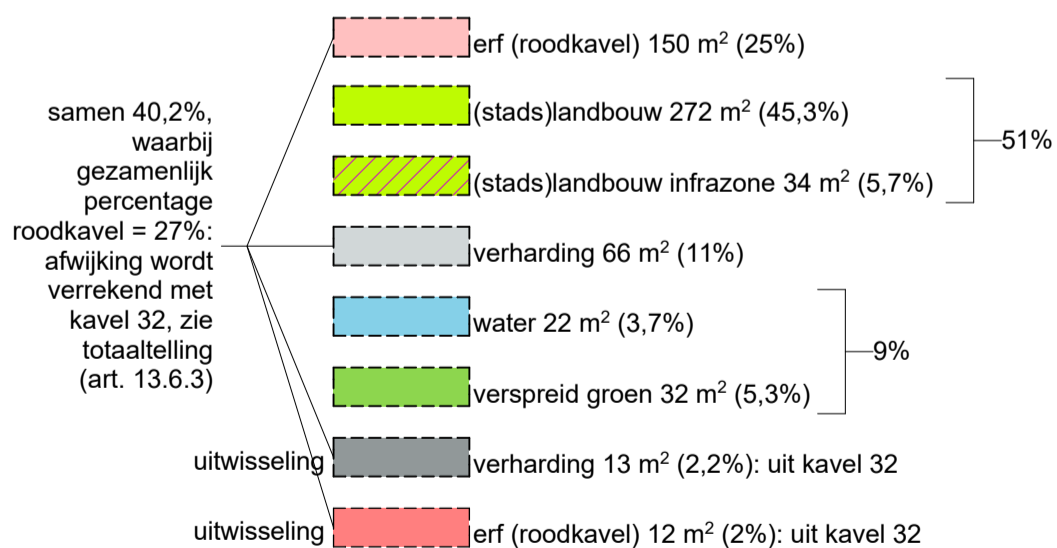 erf (roodkavel) 150 m² (25%)
samen 40,2%,
waarbij
gezamenlijk
percentage
roodkavel = 27%:
afwijking wordt
verrekend met
kavel 32, zie
totaaltelling
(art. 13.6.3)
(stads)landbouw 272 m² (45,3%)
51%
(stads)landbouw infrazone 34 m² (5,7%)
verharding 66 m² (11%)
water 22 m² (3,7%)
9%
verspreid groen 32 m² (5,3%)
uitwisseling verharding 13 m² (2,2%): uit kavel 32
uitwisseling erf (roodkavel) 12 m² (2%): uit kavel 32